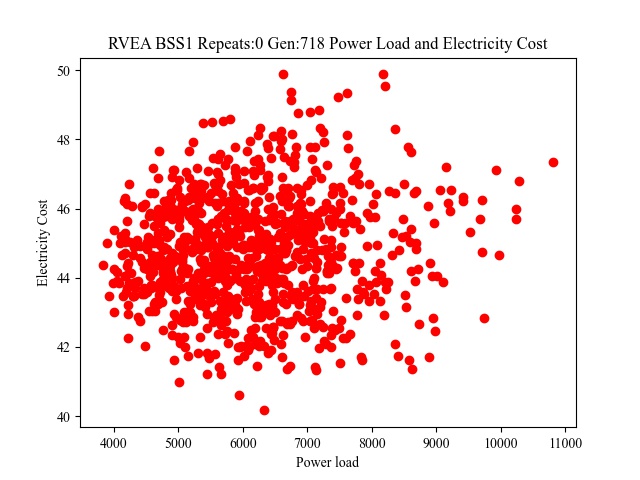 RVEA BSS1 Repeats:0 Gen:718 Power Load and Electricity Cost
50
48
46
44
42
40
Electricity Cost
4000 5000 6000 7000 8000 9000 10000 11000
Power load